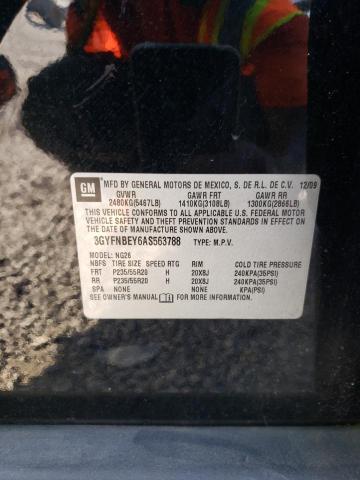 GM
MFD BY GENERAL MOTORS DE MEXICO, S. DE R.L. DE C.V. 12/09
GVWR GAWR FRT GAWR RR
2480KG(5467LB) 1410KG(3108LB) 1300KG(2866LB)
THIS VEHICLE CONFORMS TO ALL APPLICABLE U.S. FEDERAL MOTOR
VEHICLE SAFETY AND THEFT PREVENTION STANDARDS IN EFFECT ON
THE DATE OF MANUFACTURE SHOWN ABOVE.
3GYFNBEY6AS563788 TYPE: M.P.V.
MODEL: NG26
NBFS TIRE SIZE SPEED RTG RIM COLD TIRE PRESSURE
FRT P235/55R20 H 20X8J 240KPA(35PSI)
RR P235/55R20 H 20X8J 240KPA(35PSI)
SPA NONE NONE KPA(PSI)
SEE OWNER'S MANUAL FOR ADDITIONAL INFORMATION.